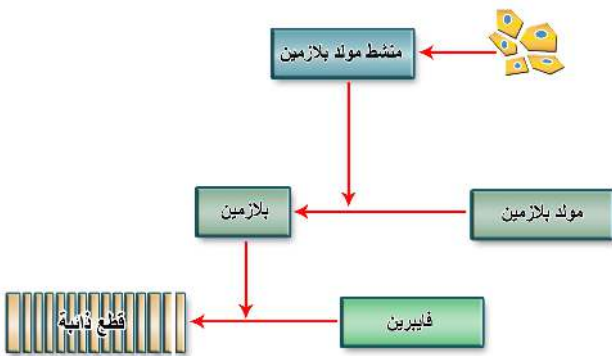 منشط مولد بلازمين
بلازمين
مولد بلازمين
قطع ذائبة
فايبرين